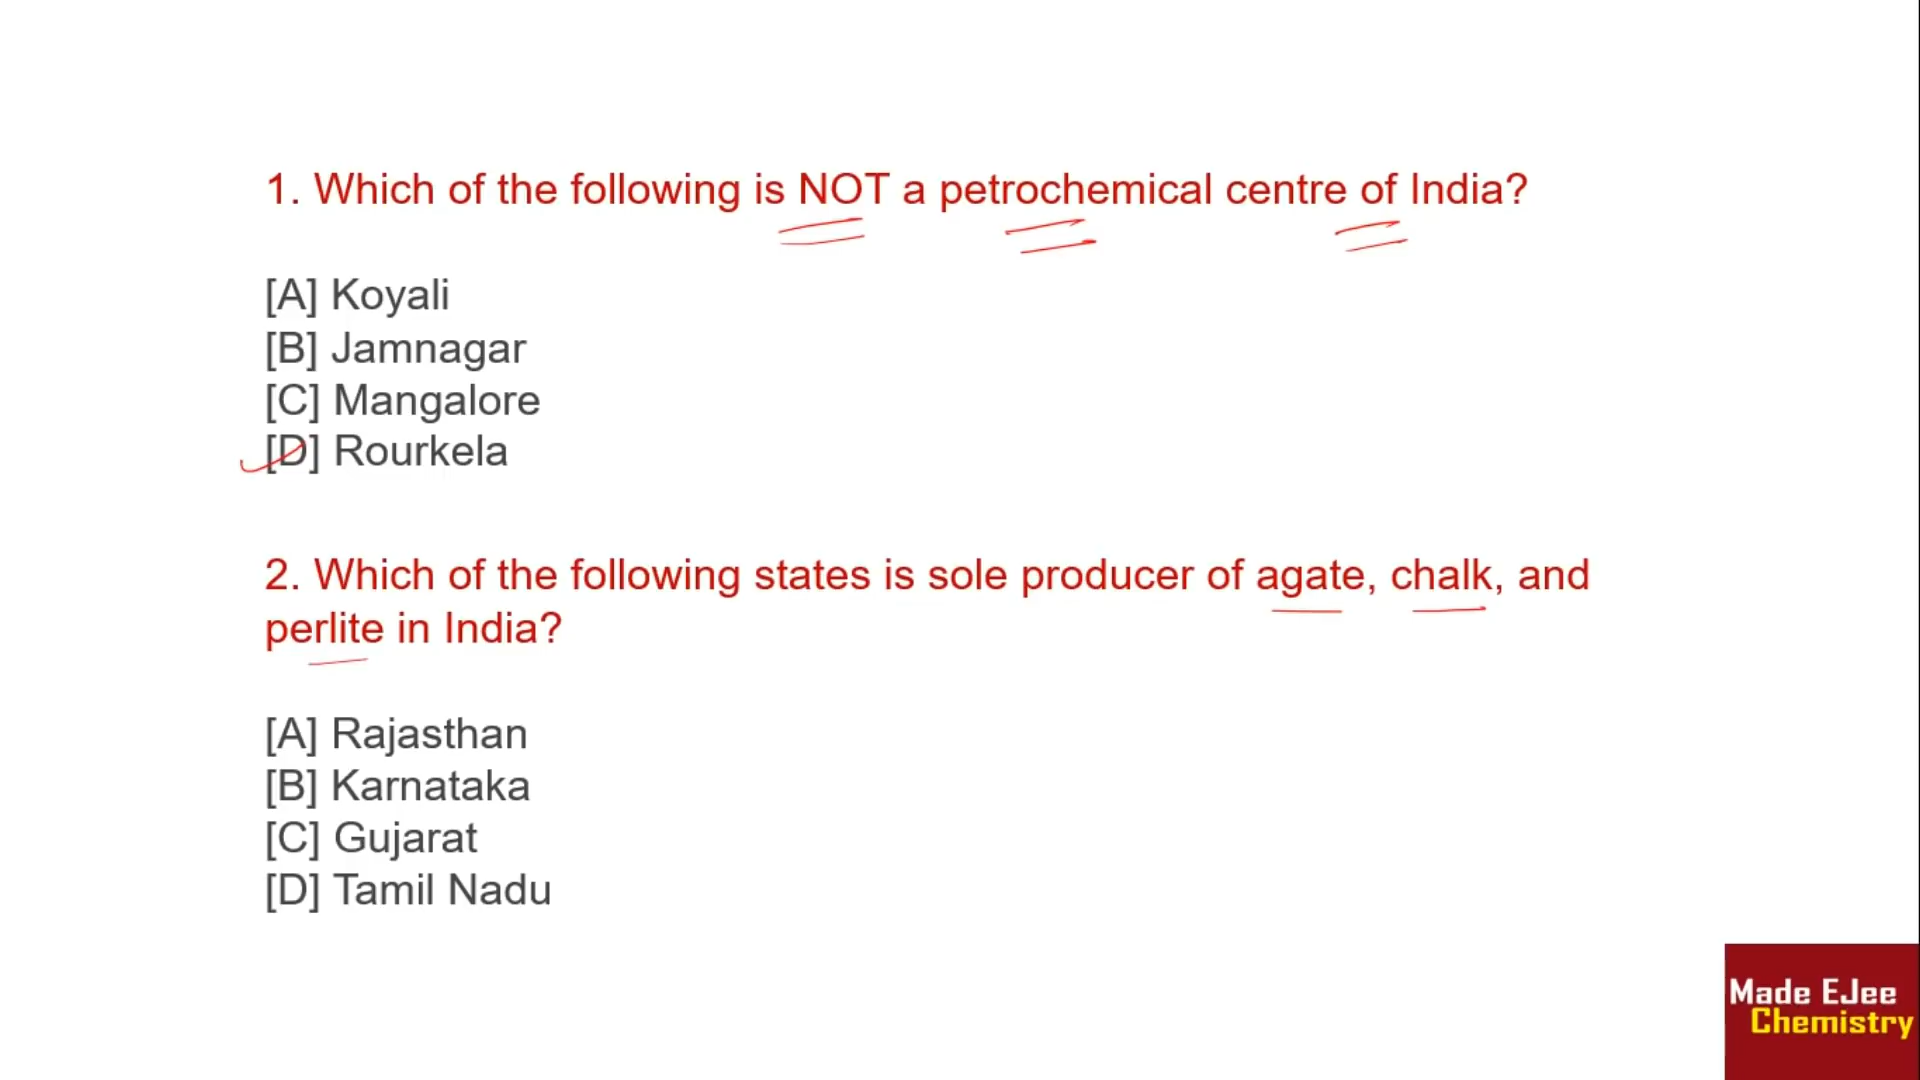 1. Which of the following is NOT a petrochemical centre of India?
[A] Koyali
[B] Jamnagar
[C] Mangalore
[D] Rourkela
2. Which of the following states is sole producer of agate, chalk, and
perlite in India?
[A] Rajasthan
[B] Karnataka
[C] Gujarat
[D] Tamil Nadu
Made EJee
Chemistry